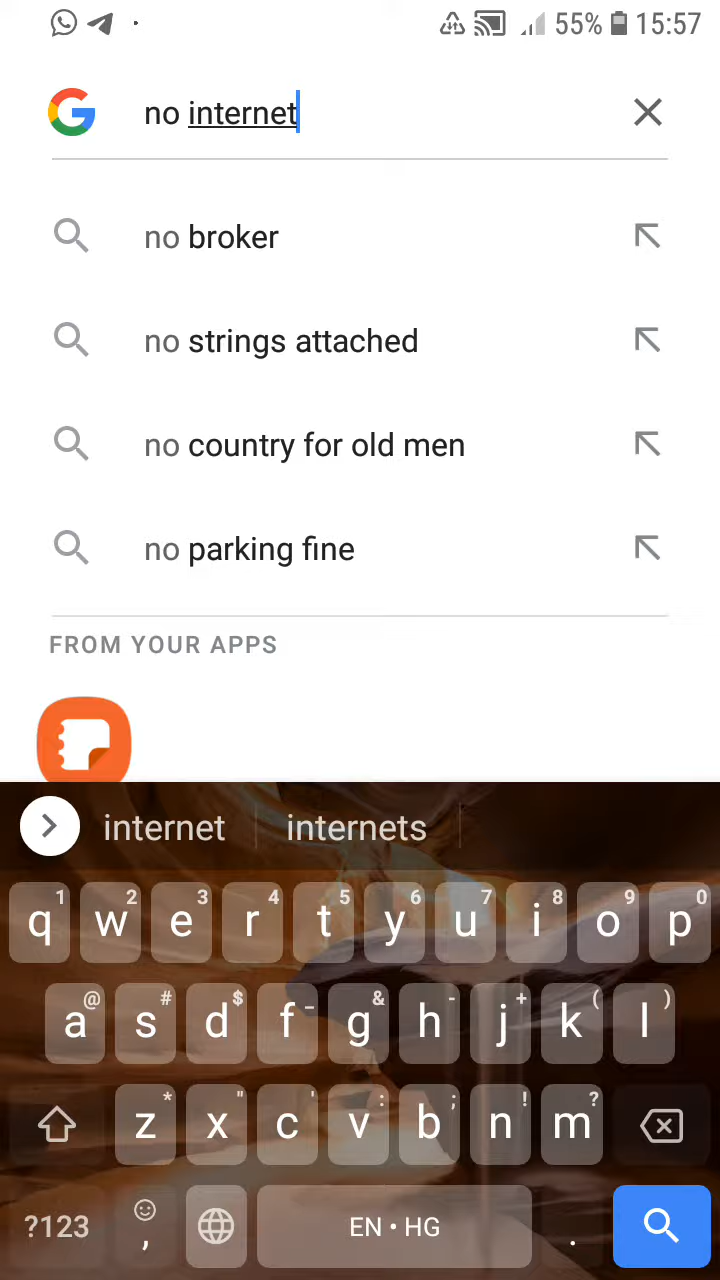 55% 15:57
no internet
no broker
no strings attached
no country for old men
no parking fine
FROM YOUR APPS
internet internets
1 2 3 4 5 6 7 8 9 0
q w e r t y u i o p
@ # $ _ & - + ( )
a s d f g h j k l
* " ' : ; ! ?
z x c v b n m
?123 , EN • HG .